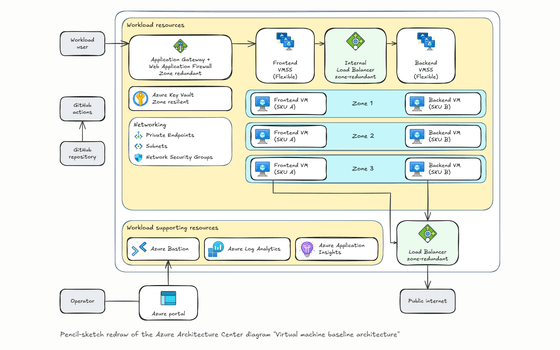 Workload resources
Workload
user
Application Gateway +
Web Application Firewall
Zone redundant
Frontend
VMSS
(Flexible)
Internal
Load Balancer
zone-redundant
Backend
VMSS
(Flexible)
Azure Key Vault
Zone resilient
GitHub
actions
Frontend VM
(SKU A)
Zone 1
Backend VM
(SKU B)
Networking
Private Endpoints
Subnets
Network Security Groups
Frontend VM
(SKU A)
Zone 2
Backend VM
(SKU B)
GitHub
repository
Frontend VM
(SKU A)
Zone 3
Backend VM
(SKU B)
Workload supporting resources
Azure Bastion
Azure Log Analytics
Azure Application
Insights
Load Balancer
zone-redundant
Operator
Azure portal
Public internet
Pencil-sketch redraw of the Azure Architecture Center diagram "Virtual machine baseline architecture"